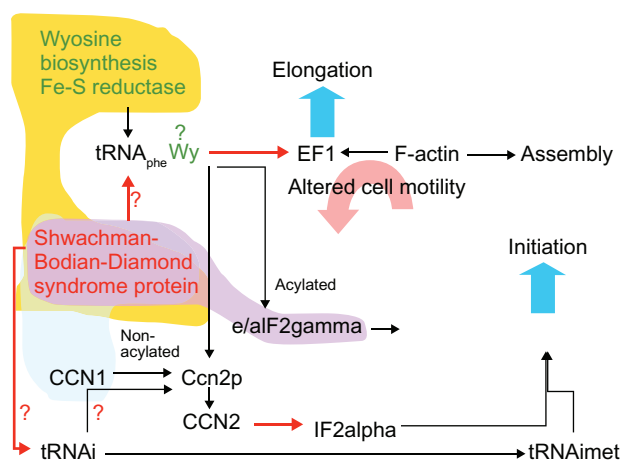 Wyosine
biosynthesis
Fe-S reductase
Elongation
?
tRNAphe Wy
EF1
F-actin
Assembly
Altered cell motility
?
Shwachman-
Bodian-Diamond
syndrome protein
Initiation
Acylated
e/aIF2gamma
Non-
acylated
CCN1
Ccn2p
?
?
CCN2
IF2alpha
tRNAi
tRNAimet